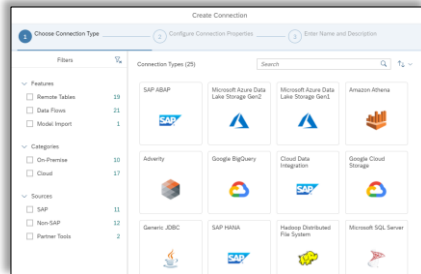 Create Connection
1 Choose Connection Type
2 Configure Connection Properties
3 Enter Name and Description
Filters
Connection Types (25)
Search
Features
Remote Tables 19
Data Flows 21
Model Import 1
Categories
On-Premise 10
Cloud 17
Sources
SAP 11
Non-SAP 12
Partner Tools 2
SAP ABAP
SAP
Microsoft Azure Data
Lake Storage Gen2
Microsoft Azure Data
Lake Storage Gen1
Amazon Athena
Adverity
Google BigQuery
Cloud Data
Integration
SAP
Google Cloud
Storage
Generic JDBC
SAP HANA
SAP
Hadoop Distributed
File System
Microsoft SQL Server